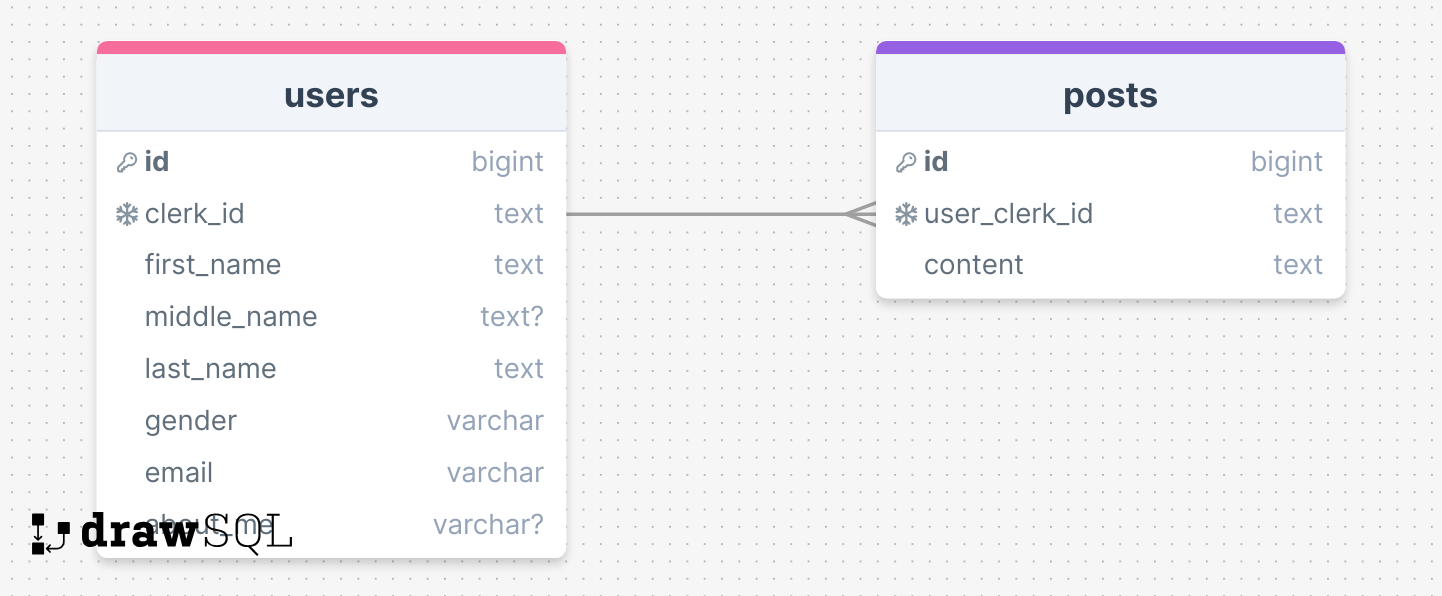 users
id bigint
clerk_id text
first_name text
middle_name text?
last_name text
gender varchar
email varchar
about_me varchar?
posts
id bigint
user_clerk_id text
content text
drawSQL